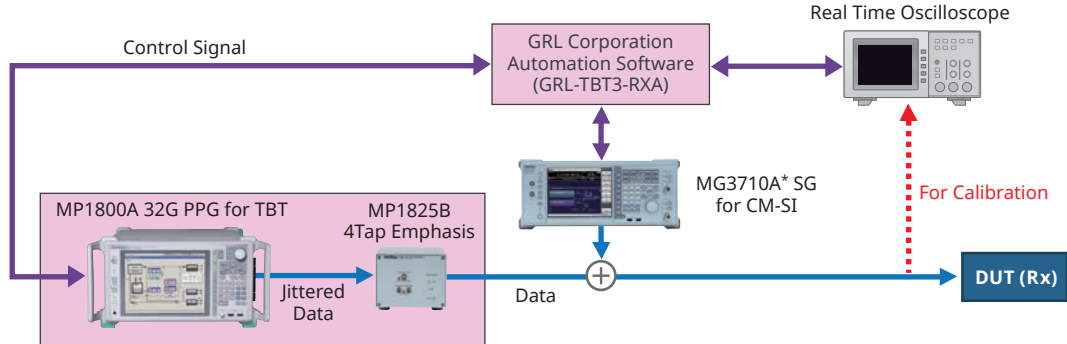 Real Time Oscilloscope
Control Signal
GRL Corporation
Automation Software
(GRL-TBT3-RXA)
MG3710A* SG
for CM-SI
For Calibration
MP1800A 32G PPG for TBT
MP1825B
4Tap Emphasis
Jittered
Data
Data
DUT (Rx)